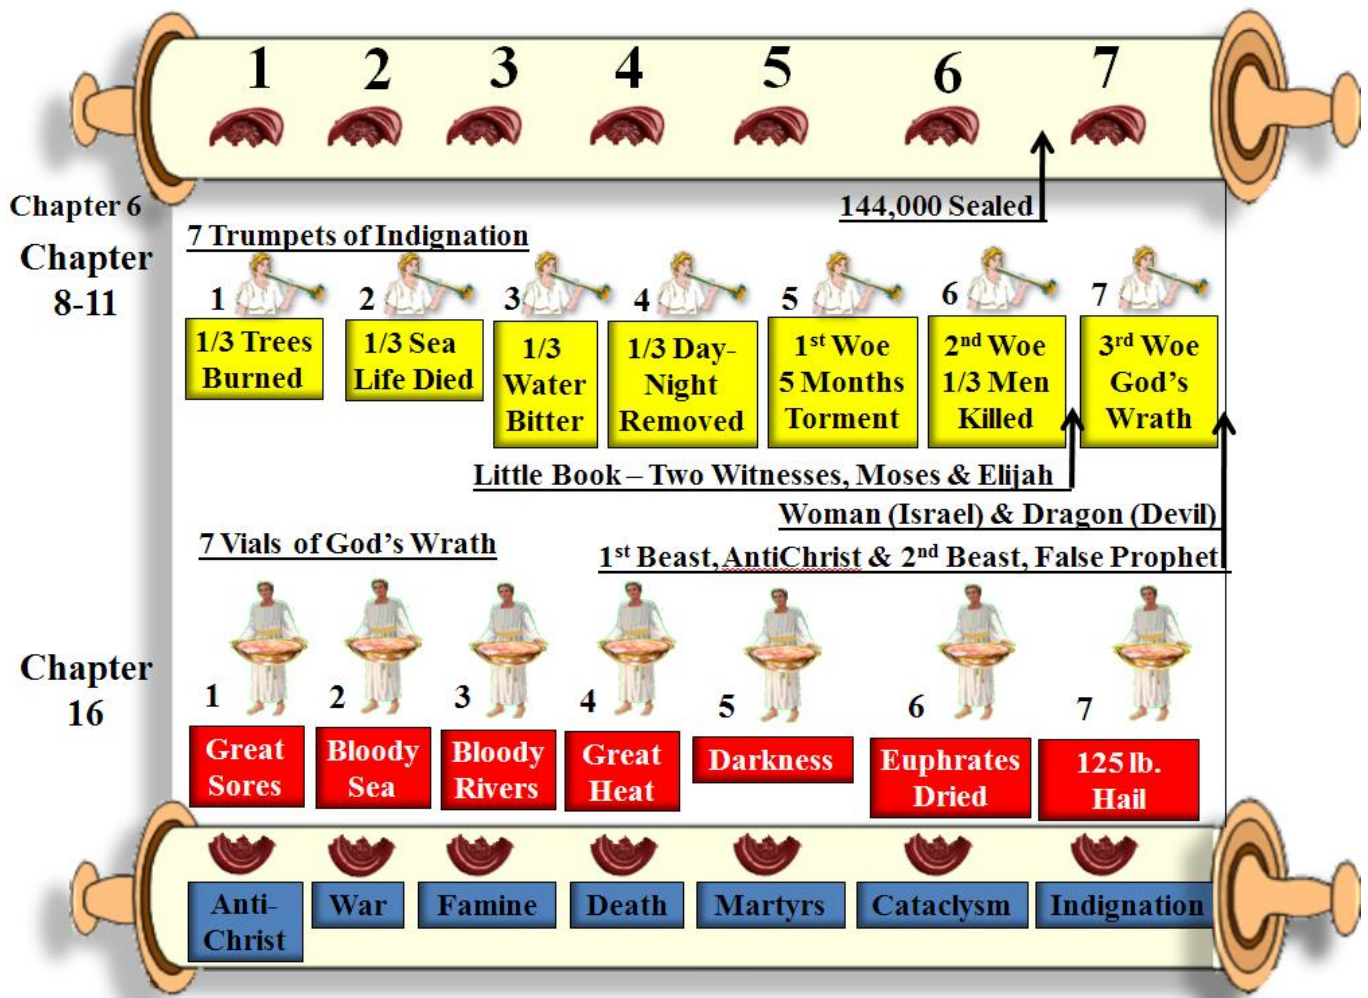 1 2 3 4 5 6 7
Chapter 6
144,000 Sealed
Chapter
8-11
7 Trumpets of Indignation
1 2 3 4 5 6 7
1/3 Trees
Burned
1/3 Sea
Life Died
1/3
Water
Bitter
1/3 Day-
Night
Removed
1st Woe
5 Months
Torment
2nd Woe
1/3 Men
Killed
3rd Woe
God's
Wrath
Little Book – Two Witnesses, Moses & Elijah
Woman (Israel) & Dragon (Devil)
7 Vials of God's Wrath
1st Beast, AntiChrist & 2nd Beast, False Prophet
Chapter
16
1 2 3 4 5 6 7
Great
Sores
Bloody
Sea
Bloody
Rivers
Great
Heat
Darkness
Euphrates
Dried
125 lb.
Hail
Anti-
Christ
War
Famine
Death
Martyrs
Cataclysm
Indignation